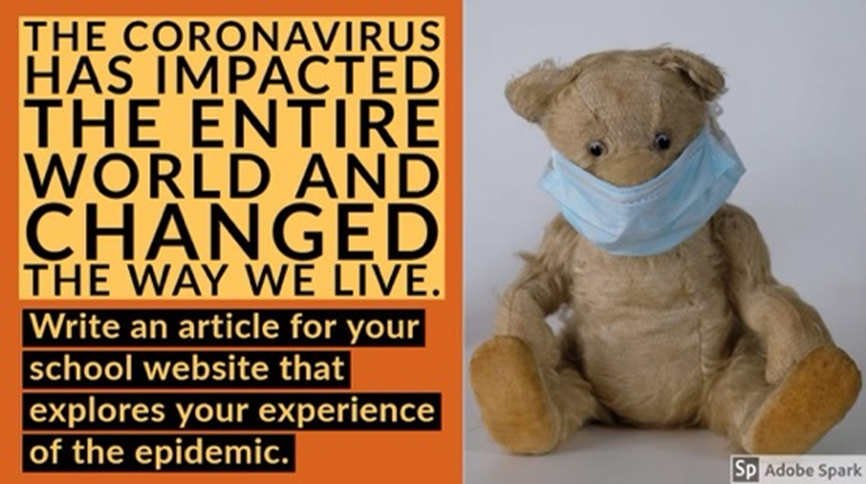 THE CORONAVIRUS
HAS IMPACTED
THE ENTIRE
WORLD AND
CHANGED
THE WAY WE LIVE.
Write an article for your
school website that
explores your experience
of the epidemic.
Sp Adobe Spark